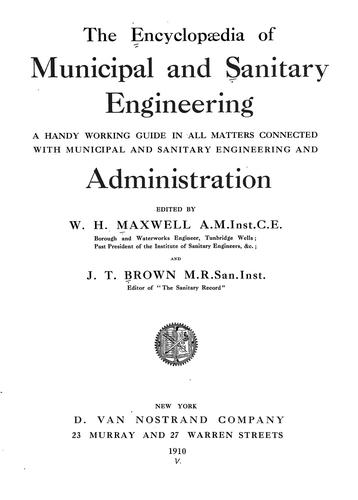 The Encyclopædia of
Municipal and Sanitary
Engineering
A HANDY WORKING GUIDE IN ALL MATTERS CONNECTED
WITH MUNICIPAL AND SANITARY ENGINEERING AND
Administration
EDITED BY
W. H. MAXWELL A.M.Inst.C.E.
Borough and Waterworks Engineer, Tunbridge Wells;
Past President of the Institute of Sanitary Engineers, &c.;
AND
J. T. BROWN M.R.San.Inst.
Editor of "The Sanitary Record"
NEW YORK
D. VAN NOSTRAND COMPANY
23 MURRAY AND 27 WARREN STREETS
1910
V.